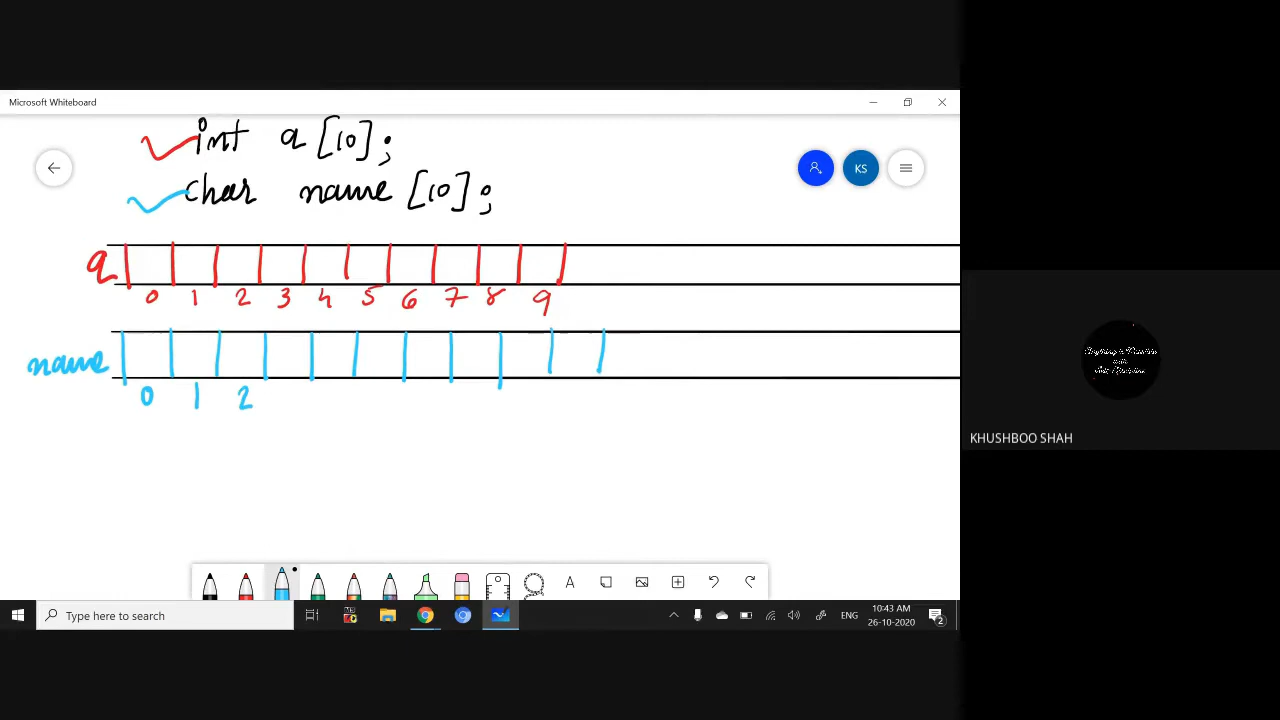 Microsoft Whiteboard
int a [10];
char name [10];
KS
a
0 1 2 3 4 5 6 7 8 9
name
0 1 2
KHUSHBOO SHAH
A
Type here to search
ENG
10:43 AM
26-10-2020
2